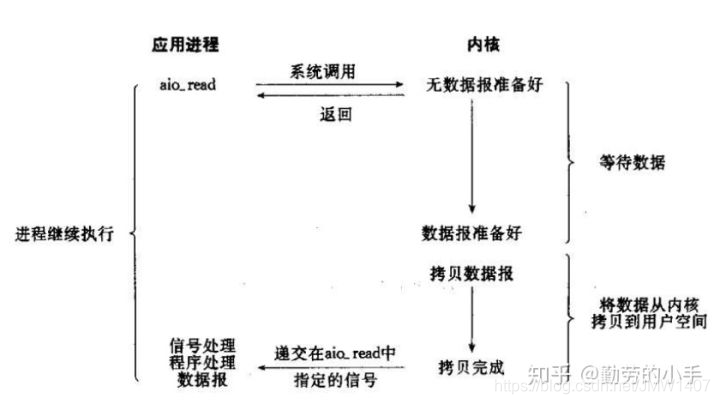 应用进程
内核
aio_read
系统调用
无数据报准备好
返回
等待数据
进程继续执行
数据报准备好
拷贝数据报
将数据从内核
拷贝到用户空间
信号处理
程序处理
数据报
递交在aio_read中
指定的信号
拷贝完成
知乎 @勤劳的小手
https://blog.csdn.net/JMW1407